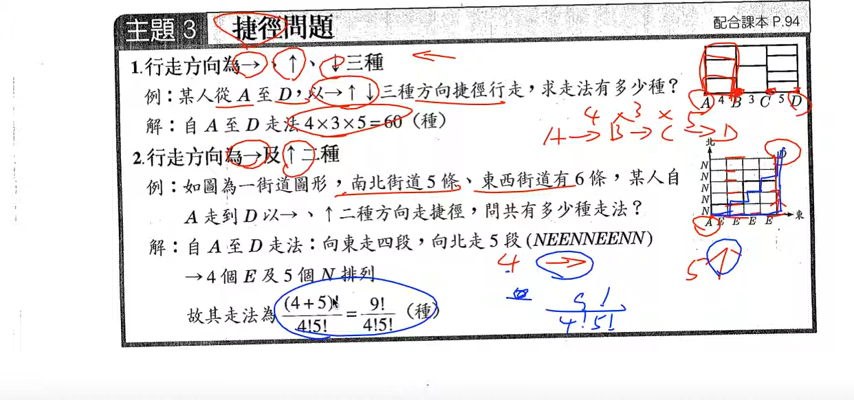 主題 3 捷徑問題 配合課本 P.94
1.行走方向為→、↑、↓三種
例：某人從 A 至 D，以→↑↓三種方向捷徑行走，求走法有多少種？
A 4 B 3 C 5 D
解：自 A 至 D 走法 4×3×5=60（種）
4 × 3 × 5
A→B→C→D
2.行走方向為→及↑二種
北
例：如圖為一街道圖形，南北街道 5 條、東西街道有 6 條，某人自
A 走到 D 以→、↑二種方向走捷徑，問共有多少種走法？
N
N
N
N
N
A E E E E 東
解：自 A 至 D 走法：向東走四段，向北走 5 段 (NEENNEENN)
→4 個 E 及 5 個 N 排列
4 → 5 ↑
故其走法為 (4+5)!/4!5! = 9!/4!5!（種）
9!/4!5!